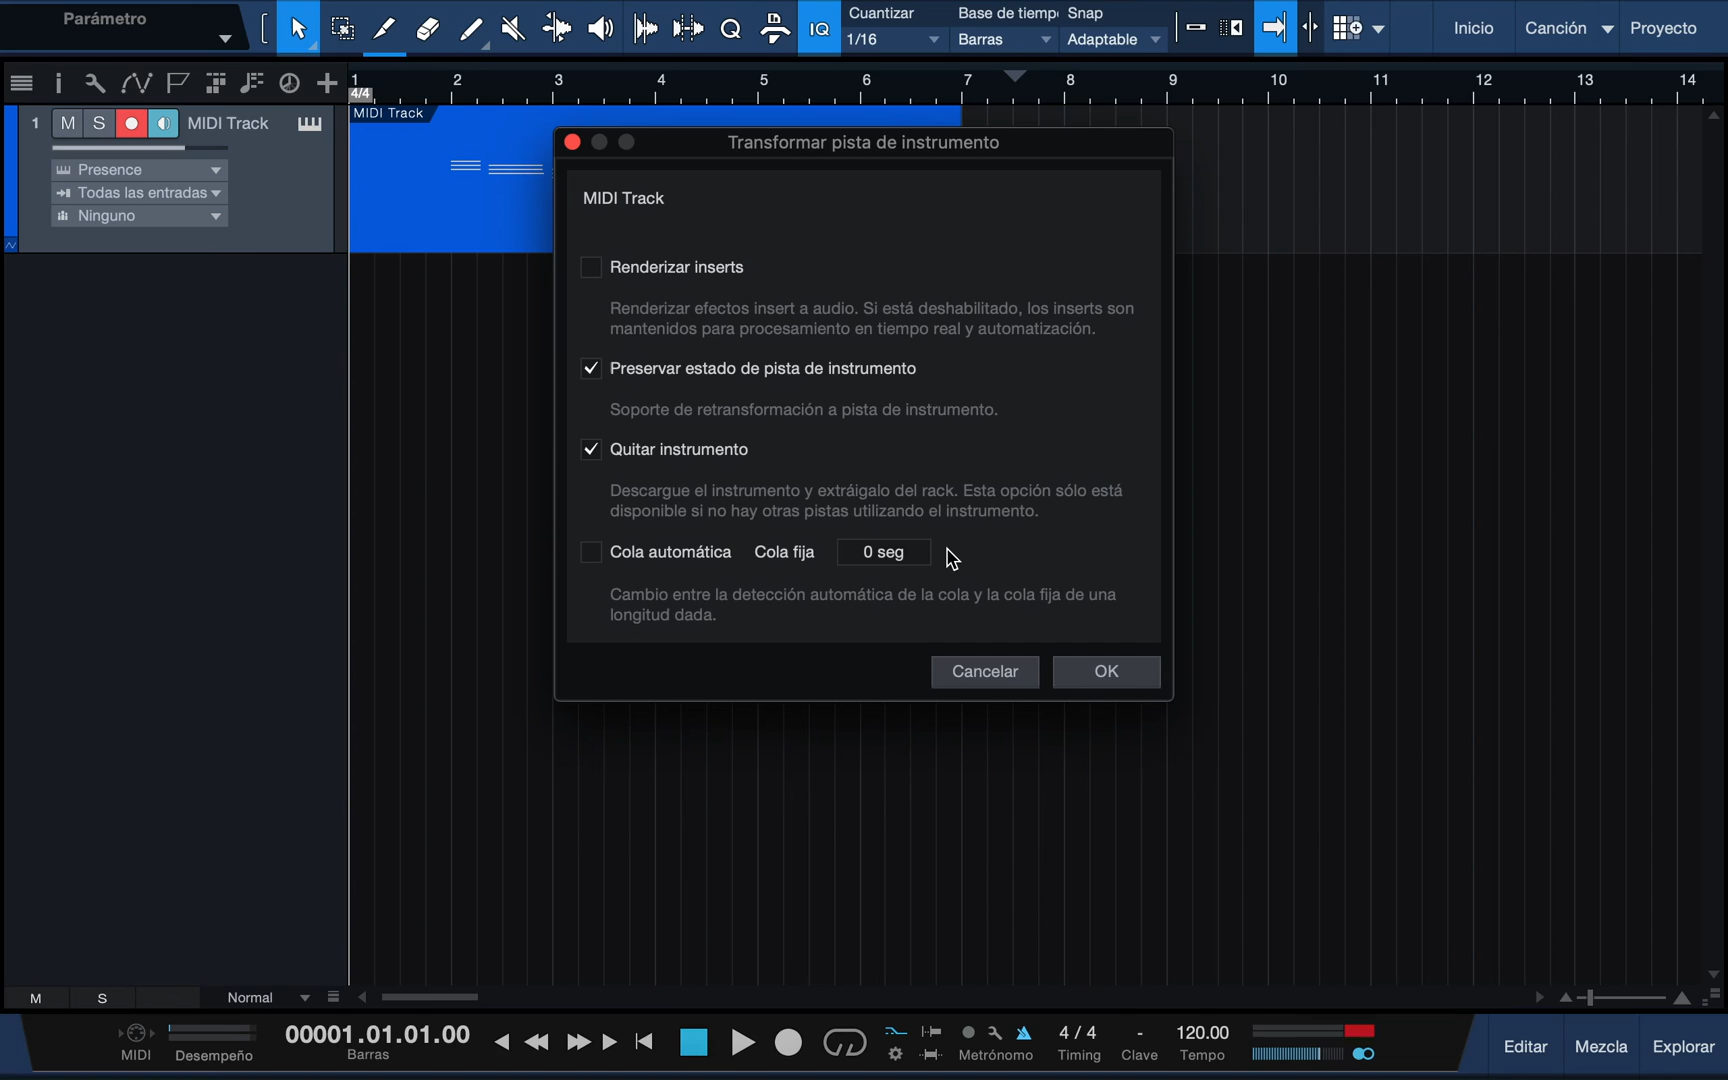 Parámetro
IQ
Cuantizar
1/16
Base de tiemp
Barras
Snap
Adaptable
Inicio
Canción
Proyecto
1 2 3 4 5 6 7 8 9 10 11 12 13 14
4/4
1 M S MIDI Track
Presence
Todas las entradas
Ninguno
MIDI Track
Transformar pista de instrumento
MIDI Track
Renderizar inserts
Renderizar efectos insert a audio. Si está deshabilitado, los inserts son
mantenidos para procesamiento en tiempo real y automatización.
Preservar estado de pista de instrumento
Soporte de retransformación a pista de instrumento.
Quitar instrumento
Descargue el instrumento y extráigalo del rack. Esta opción sólo está
disponible si no hay otras pistas utilizando el instrumento.
Cola automática Cola fija 0 seg
Cambio entre la detección automática de la cola y la cola fija de una
longitud dada.
Cancelar OK
M S Normal
MIDI
Desempeño
00001.01.01.00
Barras
Metrónomo
4 / 4
Timing
-
Clave
120.00
Tempo
Editar Mezcla Explorar